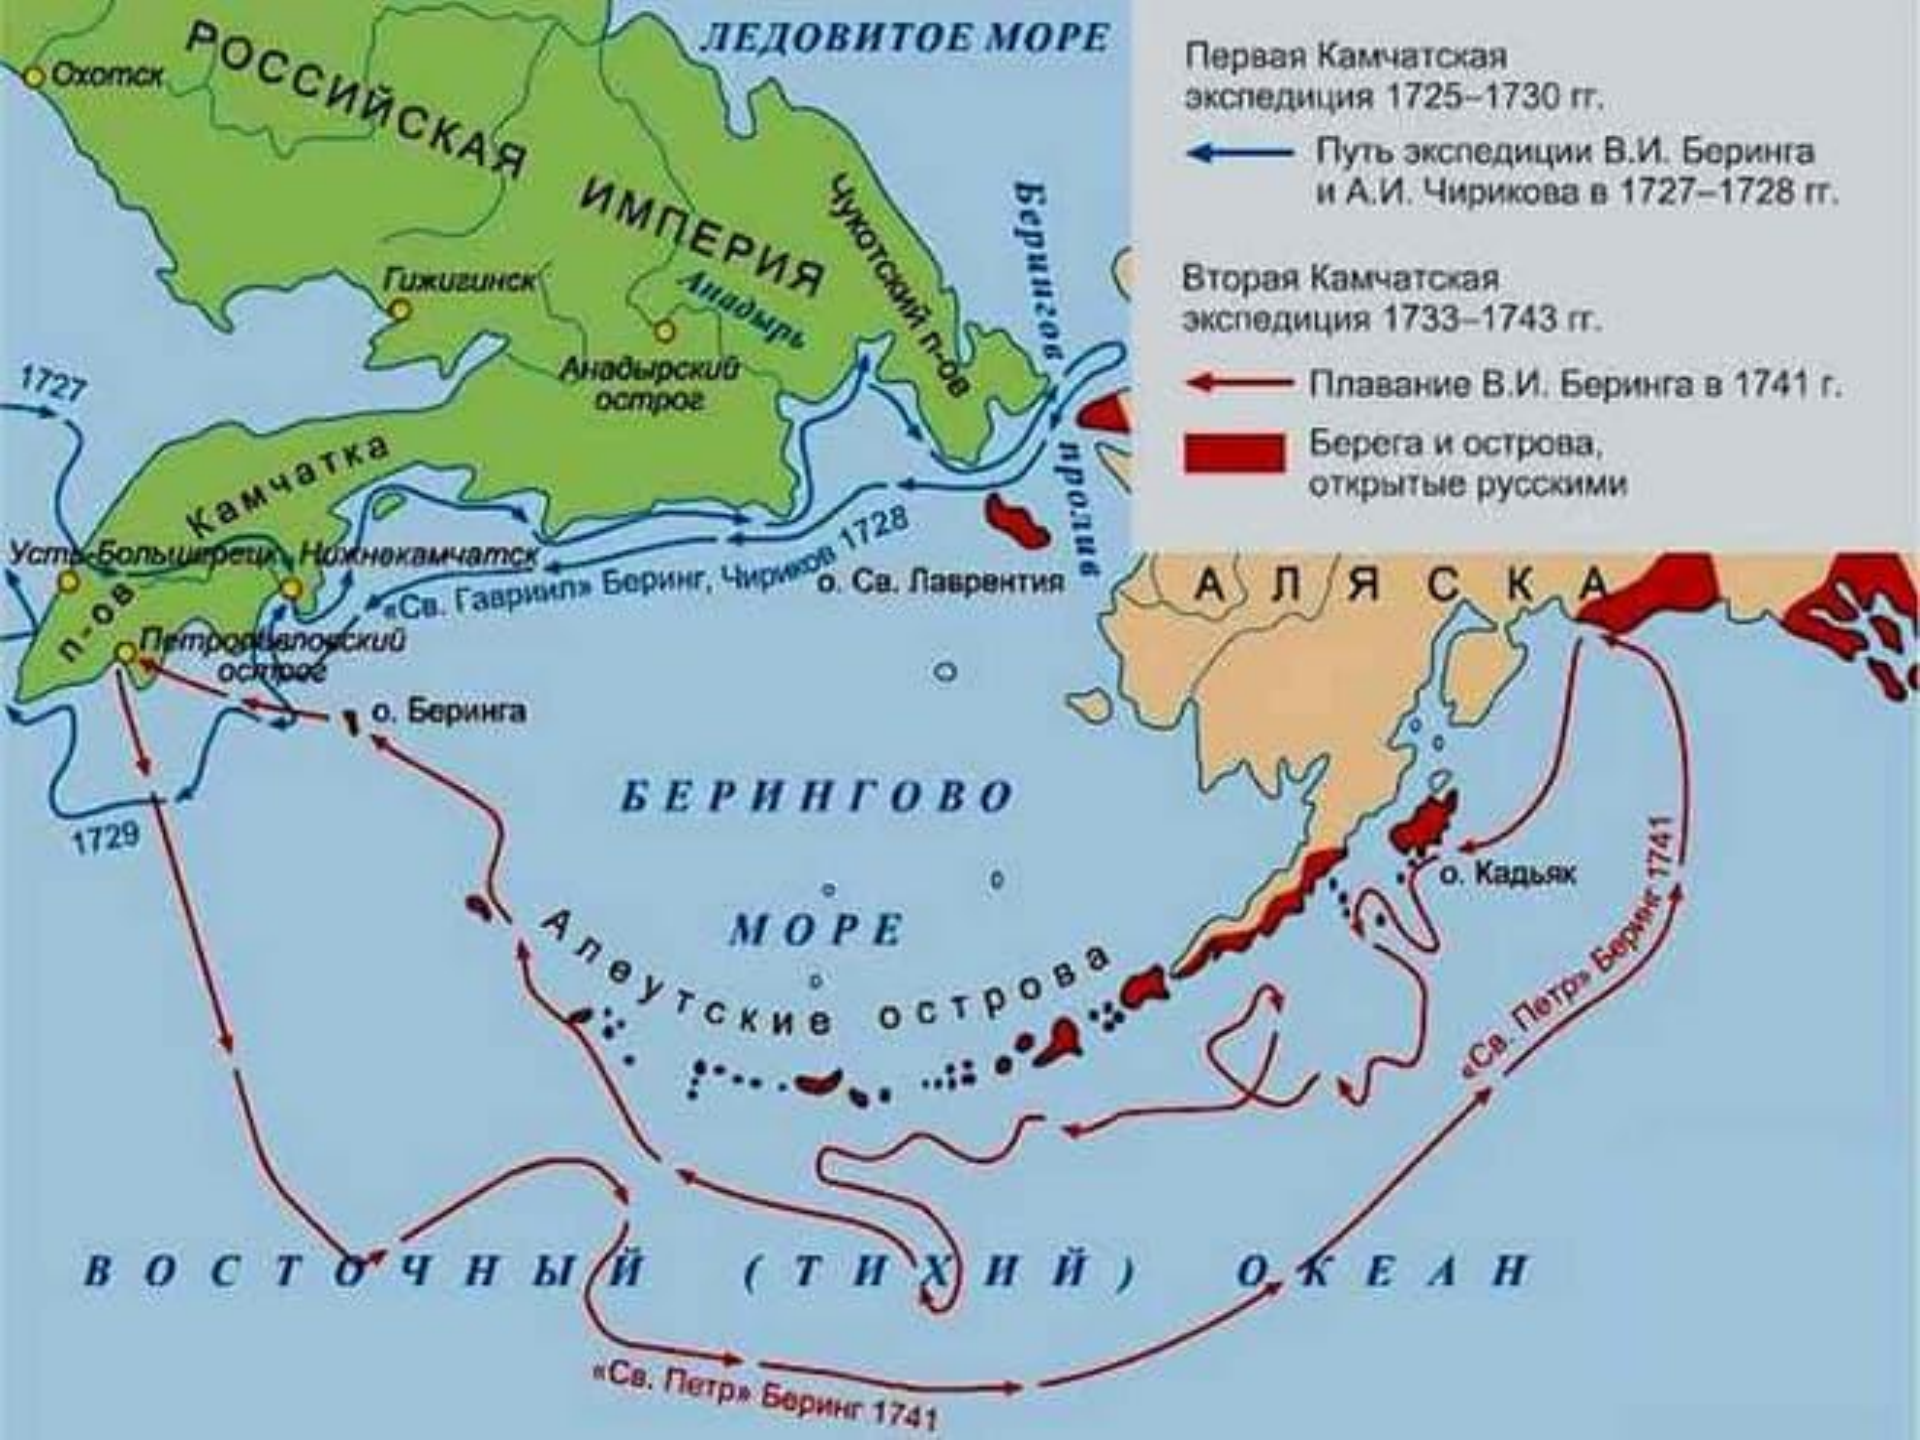 ЛЕДОВИТОЕ МОРЕ
Охотск
РОССИЙСКАЯ
ИМПЕРИЯ
Чукотский п-ов
Берингов
пролив
Гижигинск
Анадырь
Анадырский
острог
1727
п-ов Камчатка
Усть-Большерецк
Нижнекамчатск
«Св. Гавриил» Беринг, Чириков 1728
о. Св. Лаврентия
Петропавловский
острог
о. Беринга
1729
АЛЯСКА
БЕРИНГОВО
МОРЕ
о. Кадьяк
Алеутские острова
«Св. Петр» Беринг 1741
ВОСТОЧНЫЙ (ТИХИЙ) ОКЕАН
«Св. Петр» Беринг 1741
Первая Камчатская
экспедиция 1725–1730 гг.
Путь экспедиции В.И. Беринга
и А.И. Чирикова в 1727–1728 гг.
Вторая Камчатская
экспедиция 1733–1743 гг.
Плавание В.И. Беринга в 1741 г.
Берега и острова,
открытые русскими